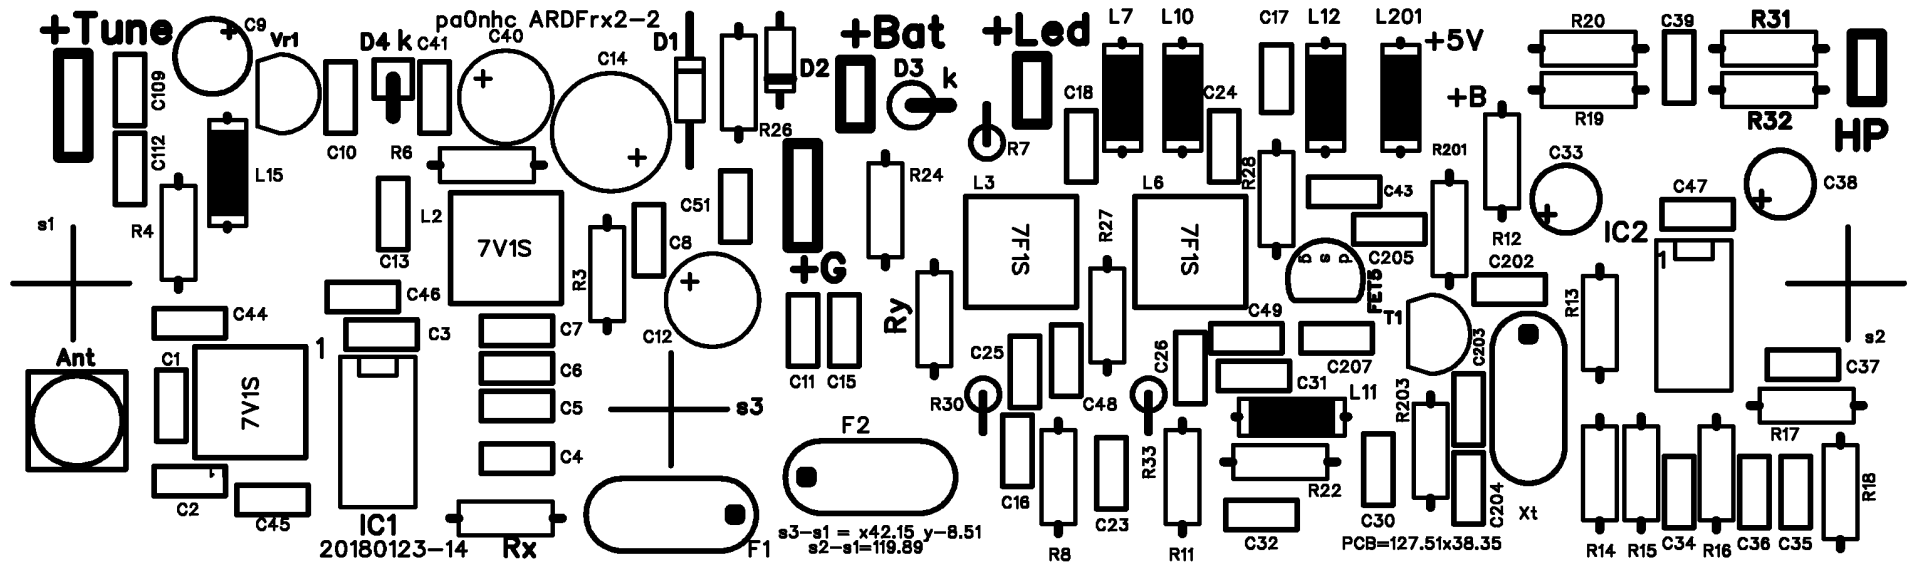 +Tune
C9
Vr1
D4 k
C41
pa0nhc ARDFrx2-2
C40
C14
D1
D2
+Bat
D3
k
+Led
L7
L10
C17
L12
L201
+5V
R20
C39
R31
C109
C18
C24
+B
R19
R32
HP
C112
C10
R6
R26
R7
R28
R201
C33
L15
R24
L3
L6
C43
C47
C38
s1
R4
L2
7V1S
C51
7F1S
R27
7F1S
C205
R12
IC2
C13
C8
+G
g
s
d
FET5
C202
1
R3
R13
C46
C44
C3
C7
C12
Ry
C49
T1
s2
Ant
C1
1
C6
C11
C15
C25
C26
C207
C203
C37
7V1S
C5
s3
R30
C48
C31
L11
R203
F2
R17
C4
R33
R22
R18
1
C2
C45
IC1
C16
C23
C32
C30
C204
Xt
20180123-14
Rx
F1
s3-s1 = x42.15 y-8.51
s2-s1=119.89
R8
R11
PCB=127.51x38.35
R14
R15
C34
R16
C36
C35